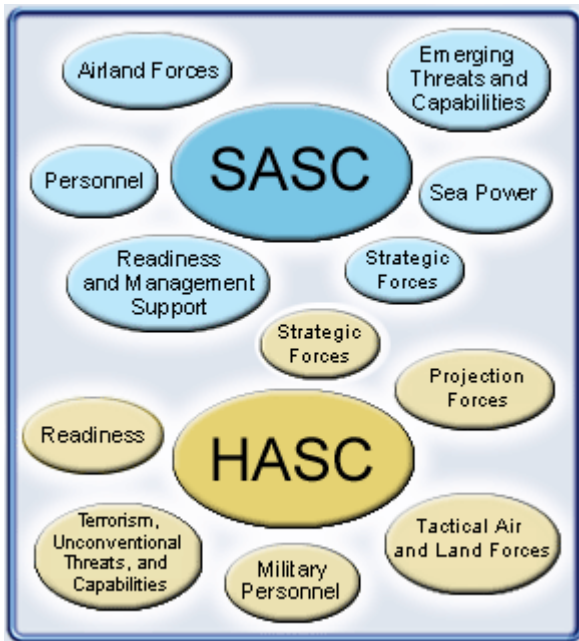 Airland Forces
Emerging
Threats and
Capabilities
SASC
Personnel
Sea Power
Readiness
and Management
Support
Strategic
Forces
Strategic
Forces
Projection
Forces
Readiness
HASC
Terrorism,
Unconventional
Threats, and
Capabilities
Tactical Air
and Land Forces
Military
Personnel